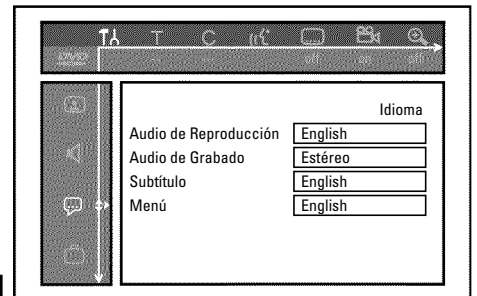 T C
DVD
off on off
Idioma
Audio de Reproducción English
Audio de Grabado Estéreo
Subtítulo English
Menú English